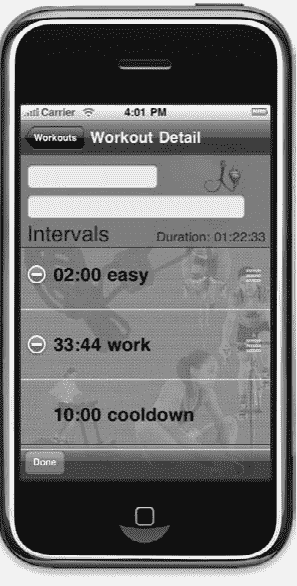 Carrier 4:01 PM
Workouts Workout Detail
Intervals Duration: 01:22:33
02:00 easy
33:44 work
10:00 cooldown
Done